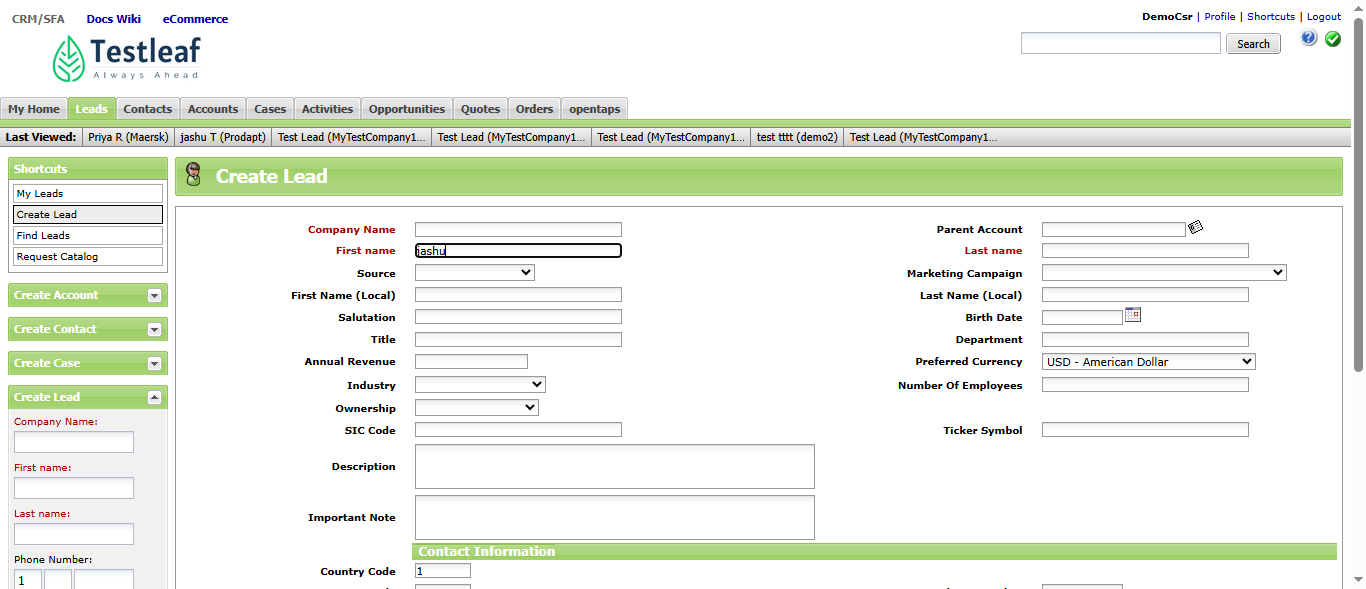 CRM/SFA Docs Wiki eCommerce
DemoCsr | Profile | Shortcuts | Logout
Testleaf
Always Ahead
Search
My Home Leads Contacts Accounts Cases Activities Opportunities Quotes Orders opentaps
Last Viewed: Priya R (Maersk) jashu T (Prodapt) Test Lead (MyTestCompany1... Test Lead (MyTestCompany1... Test Lead (MyTestCompany1... test tttt (demo2) Test Lead (MyTestCompany1...
Shortcuts
My Leads
Create Lead
Find Leads
Request Catalog
Create Account
Create Contact
Create Case
Create Lead
Company Name:
First name:
Last name:
Phone Number:
1
Create Lead
Company Name Parent Account
First name jashu Last name
Source Marketing Campaign
First Name (Local) Last Name (Local)
Salutation Birth Date
Title Department
Annual Revenue Preferred Currency USD - American Dollar
Industry Number Of Employees
Ownership
SIC Code Ticker Symbol
Description
Important Note
Contact Information
Country Code 1